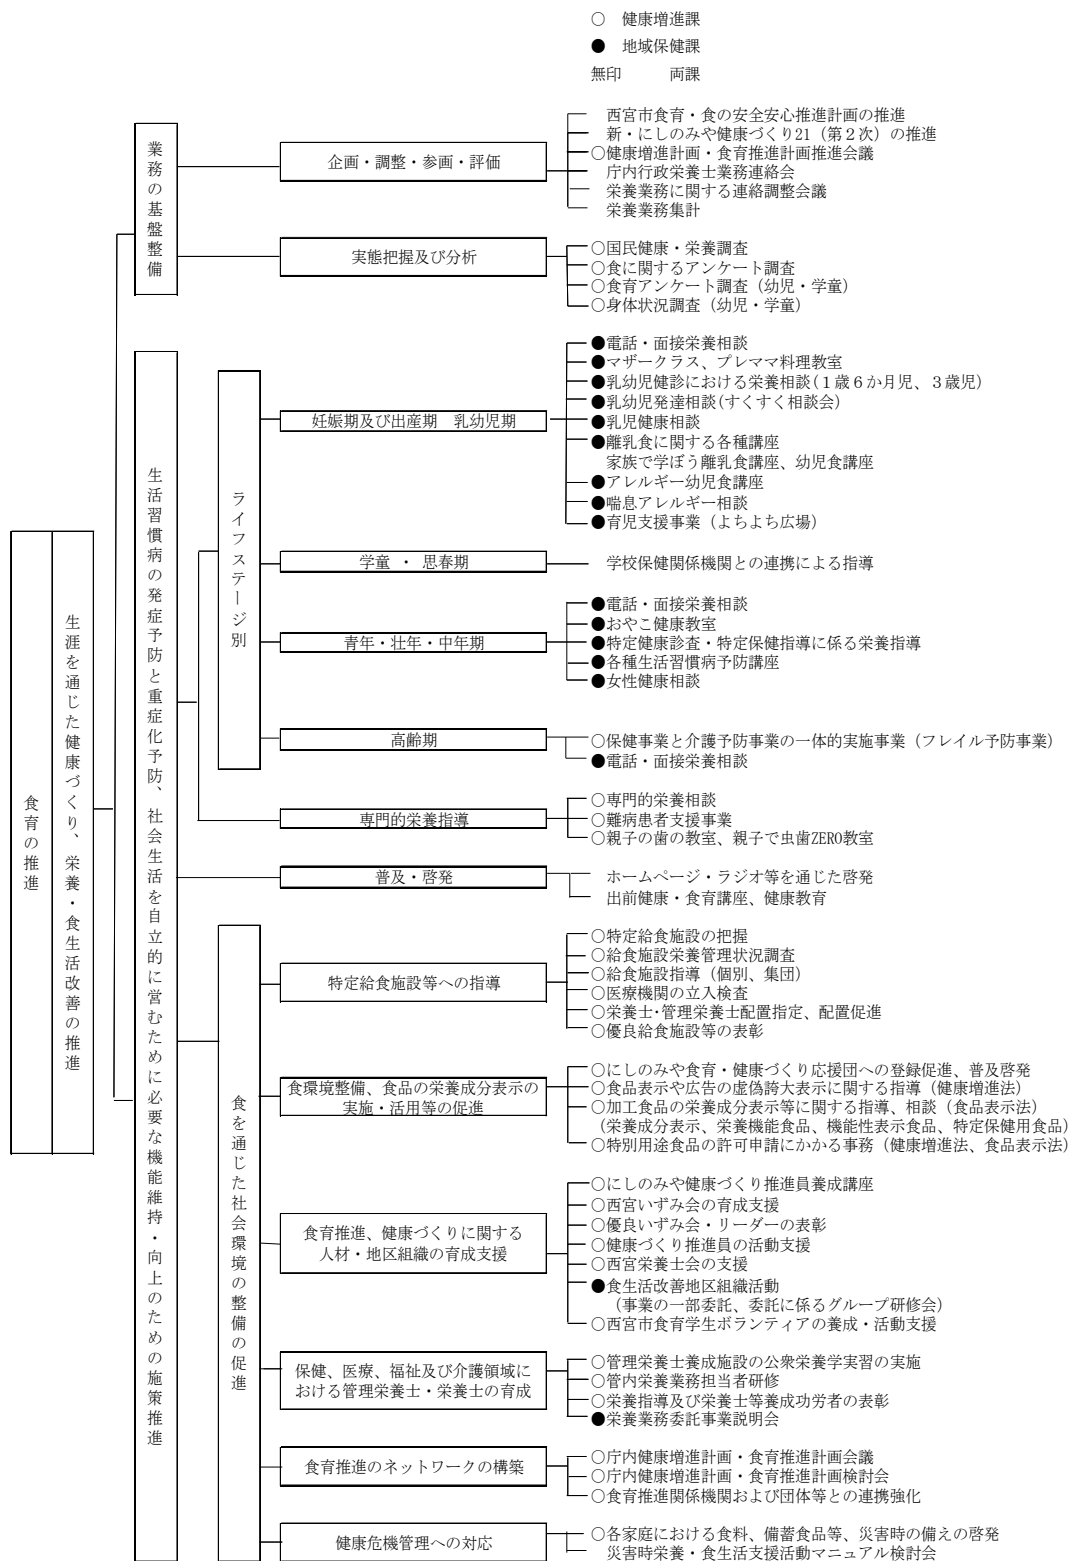 ○　健康増進課
●　地域保健課
無印　　　両課
食育の推進
生涯を通じた健康づくり、栄養・食生活改善の推進
業務の基盤整備
企画・調整・参画・評価
西宮市食育・食の安全安心推進計画の推進
新・にしのみや健康づくり21（第２次）の推進
○健康増進計画・食育推進計画推進会議
庁内行政栄養士業務連絡会
栄養業務に関する連絡調整会議
栄養業務集計
実態把握及び分析
○国民健康・栄養調査
○食に関するアンケート調査
○食育アンケート調査（幼児・学童）
○身体状況調査（幼児・学童）
生活習慣病の発症予防と重症化予防、社会生活を自立的に営むために必要な機能維持・向上のための施策推進
ライフステージ別
妊娠期及び出産期　乳幼児期
●電話・面接栄養相談
●マザークラス、プレママ料理教室
●乳幼児健診における栄養相談(１歳６か月児、３歳児)
●乳幼児発達相談(すくすく相談会)
●乳児健康相談
●離乳食に関する各種講座
家族で学ぼう離乳食講座、幼児食講座
●アレルギー幼児食講座
●喘息アレルギー相談
●育児支援事業（よちよち広場）
学童 ・ 思春期
学校保健関係機関との連携による指導
青年・壮年・中年期
●電話・面接栄養相談
●おやこ健康教室
●特定健康診査・特定保健指導に係る栄養指導
●各種生活習慣病予防講座
●女性健康相談
高齢期
○保健事業と介護予防事業の一体的実施事業（フレイル予防事業）
●電話・面接栄養相談
専門的栄養指導
○専門的栄養相談
○難病患者支援事業
○親子の歯の教室、親子で虫歯ZERO教室
普及・啓発
ホームページ・ラジオ等を通じた啓発
出前健康・食育講座、健康教育
食を通じた社会環境の整備の促進
特定給食施設等への指導
○特定給食施設の把握
○給食施設栄養管理状況調査
○給食施設指導（個別、集団）
○医療機関の立入検査
○栄養士･管理栄養士配置指定、配置促進
○優良給食施設等の表彰
食環境整備、食品の栄養成分表示の
実施・活用等の促進
○にしのみや食育・健康づくり応援団への登録促進、普及啓発
○食品表示や広告の虚偽誇大表示に関する指導（健康増進法）
○加工食品の栄養成分表示等に関する指導、相談（食品表示法）
（栄養成分表示、栄養機能食品、機能性表示食品、特定保健用食品）
○特別用途食品の許可申請にかかる事務（健康増進法、食品表示法）
食育推進、健康づくりに関する
人材・地区組織の育成支援
○にしのみや健康づくり推進員養成講座
○西宮いずみ会の育成支援
○優良いずみ会・リーダーの表彰
○健康づくり推進員の活動支援
○西宮栄養士会の支援
●食生活改善地区組織活動
（事業の一部委託、委託に係るグループ研修会）
○西宮市食育学生ボランティアの養成・活動支援
保健、医療、福祉及び介護領域に
おける管理栄養士・栄養士の育成
○管理栄養士養成施設の公衆栄養学実習の実施
○管内栄養業務担当者研修
○栄養指導及び栄養士等養成功労者の表彰
●栄養業務委託事業説明会
食育推進のネットワークの構築
○庁内健康増進計画・食育推進計画会議
○庁内健康増進計画・食育推進計画検討会
○食育推進関係機関および団体等との連携強化
健康危機管理への対応
○各家庭における食料、備蓄食品等、災害時の備えの啓発
災害時栄養・食生活支援活動マニュアル検討会